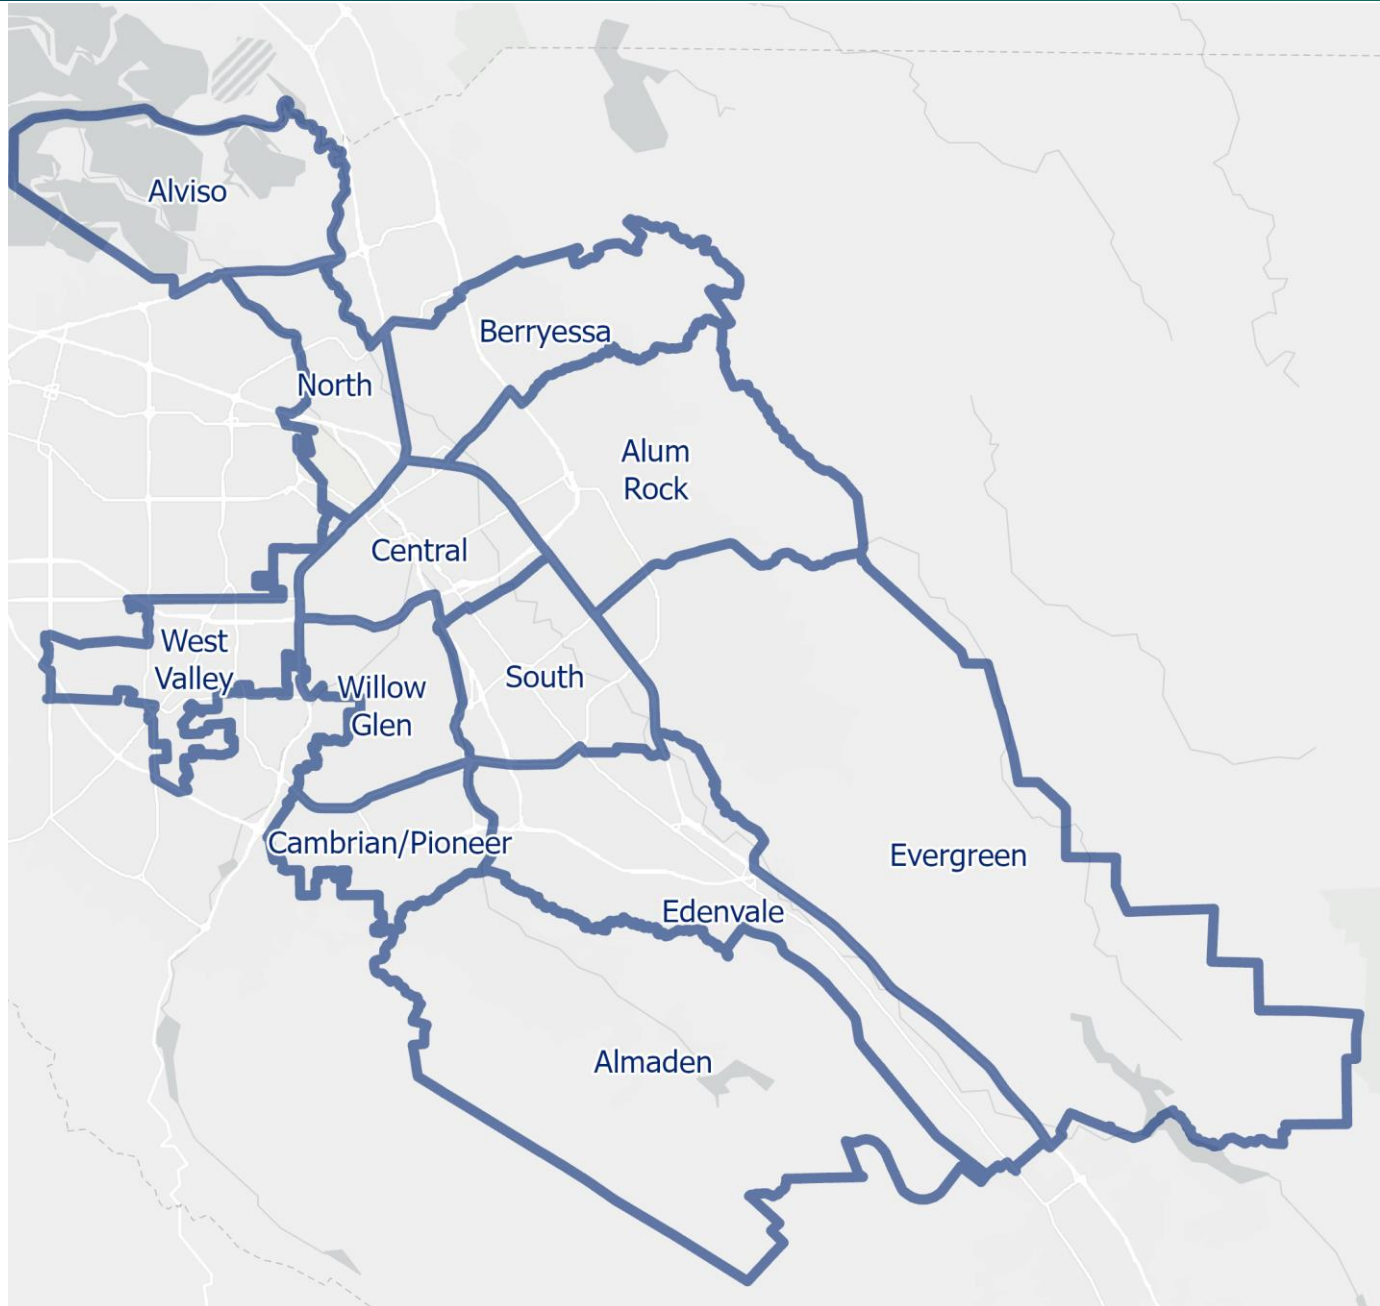 Alviso
Berryessa
North
Alum
Rock
Central
West
Valley
Willow
Glen
South
Cambrian/Pioneer
Evergreen
Edenvale
Almaden